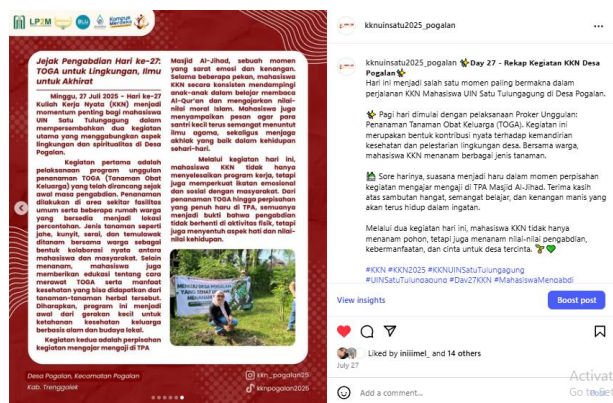 LP2M
BLU
Kampus
Merdeka
Jejak Pengabdian Hari ke-27:
TOGA untuk Lingkungan, Ilmu
untuk Akhirat
Minggu, 27 Juli 2025 - Hari ke-27
Kuliah Kerja Nyata (KKN) menjadi
momentum penting bagi mahasiswa
UIN Satu Tulungagung dalam
mempersembahkan dua kegiatan
utama yang menggabungkan aspek
lingkungan dan spiritualitas di Desa
Pogalan.
Kegiatan pertama adalah
pelaksanaan program unggulan
penanaman TOGA (Tanaman Obat
Keluarga) yang telah dirancang sejak
awal masa pengabdian. Penanaman
dilakukan di area sekitar fasilitas
umum serta beberapa rumah warga
yang bersedia menjadi lokasi
percontohan. Jenis tanaman seperti
jahe, kunyit, serai, dan temulawak
ditanam bersama warga sebagai
bentuk kolaborasi nyata antara
mahasiswa dan masyarakat. Selain
menanam, mahasiswa juga
memberikan edukasi tentang cara
merawat TOGA serta manfaat
kesehatan yang bisa didapatkan dari
tanaman-tanaman herbal tersebut.
Diharapkan, program ini menjadi
awal dari gerakan kecil untuk
ketahanan kesehatan keluarga
berbasis alam dan budaya lokal.
Kegiatan kedua adalah perpisahan
kegiatan mengajar mengaji di TPA
Masjid Al-Jihad, sebuah momen
yang sarat emosi dan kenangan.
Selama beberapa pekan, mahasiswa
KKN secara konsisten mendampingi
anak-anak dalam belajar membaca
Al-Qur'an dan mengajarkan nilai-
nilai moral Islam. Mahasiswa juga
menyampaikan pesan agar para
santri kecil terus semangat menuntut
ilmu agama, sekaligus menjaga
akhlak yang baik dalam kehidupan
sehari-hari.
Melalui kegiatan hari ini,
mahasiswa KKN tidak hanya
menyelesaikan program kerja, tetapi
juga memperkuat ikatan emosional
dan sosial dengan masyarakat. Dari
penanaman TOGA hingga perpisahan
yang penuh haru di TPA, semuanya
menjadi bukti bahwa pengabdian
tidak berhenti di aktivitas fisik, tetapi
juga menyentuh aspek hati dan nilai-
nilai kehidupan.
Desa Pogalan, Kecamatan Pogalan
Kab. Trenggalek
kkn_pogalan25
kknpogalan2025
kknuinsatu2025_pogalan
kknuinsatu2025_pogalan ✨Day 27 - Rekap Kegiatan KKN Desa
Pogalan✨
Hari ini menjadi salah satu momen paling bermakna dalam
perjalanan KKN Mahasiswa UIN Satu Tulungagung di Desa Pogalan.
🌿 Pagi hari dimulai dengan pelaksanaan Proker Unggulan:
Penanaman Tanaman Obat Keluarga (TOGA). Kegiatan ini
merupakan bentuk kontribusi nyata terhadap kemandirian
kesehatan dan pelestarian lingkungan desa. Bersama warga,
mahasiswa KKN menanam berbagai jenis tanaman.
🕌 Sore harinya, suasana menjadi haru dalam momen perpisahan
kegiatan mengajar mengaji di TPA Masjid Al-Jihad. Terima kasih
atas sambutan hangat, semangat belajar, dan kenangan manis yang
akan terus hidup dalam ingatan.
Melalui dua kegiatan hari ini, mahasiswa KKN tidak hanya
menanam pohon, tetapi juga menanam nilai-nilai pengabdian,
kebermanfaatan, dan cinta untuk desa tercinta. 🌱💚
#KKN #KKN2025 #KKNUINSatuTulungagung
#UINSatuTulungagung #Day27KKN #MahasiswaMengabdi
View insights
Boost post
Liked by iniiimel_ and 14 others
July 27
Add a comment...
Activat
Go to Set